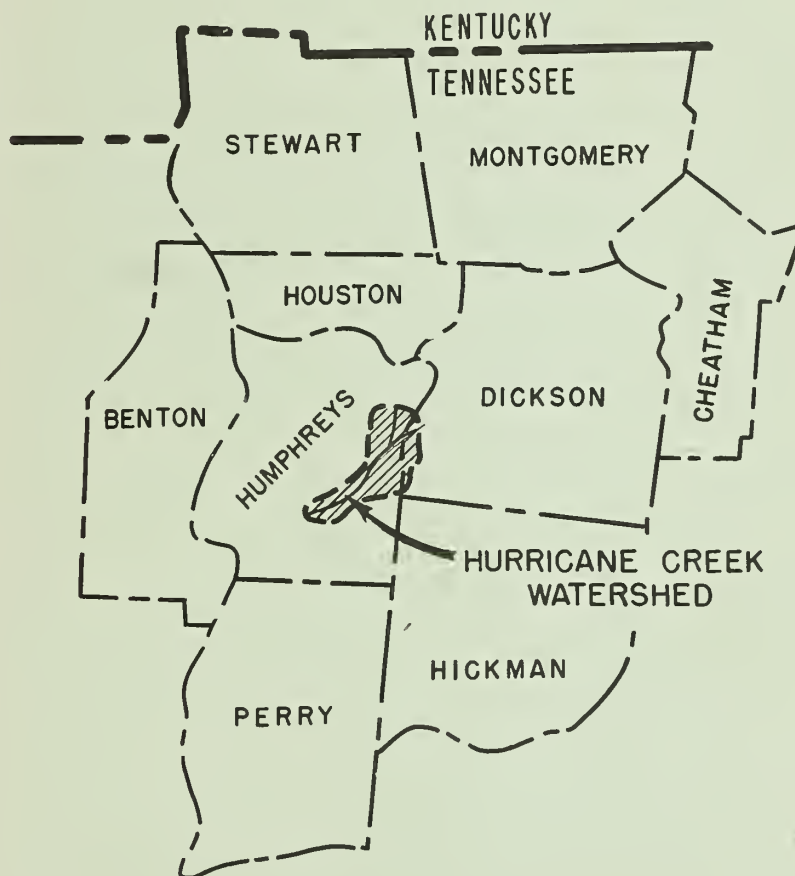 KENTUCKY
TENNESSEE
STEWART
MONTGOMERY
HOUSTON
CHEATHAM
BENTON
HUMPHREYS
DICKSON
HURRICANE CREEK
WATERSHED
HICKMAN
PERRY